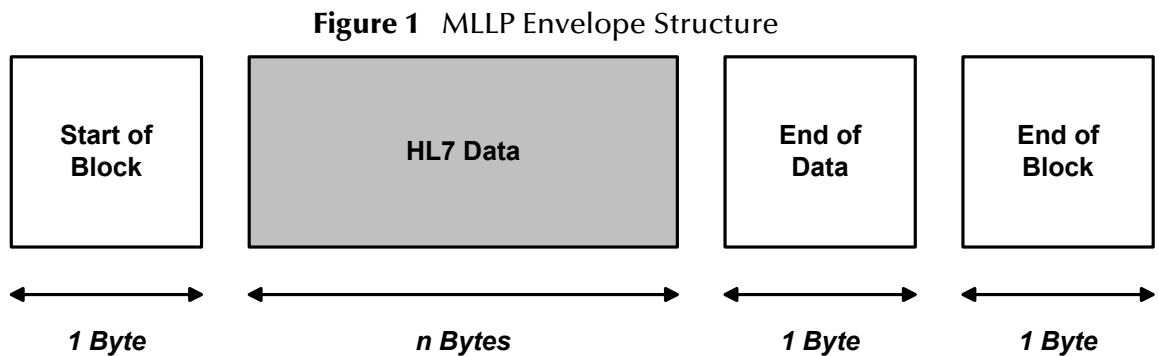 Figure 1 MLLP Envelope Structure
Start of
Block
HL7 Data
End of
Data
End of
Block
1 Byte
n Bytes
1 Byte
1 Byte